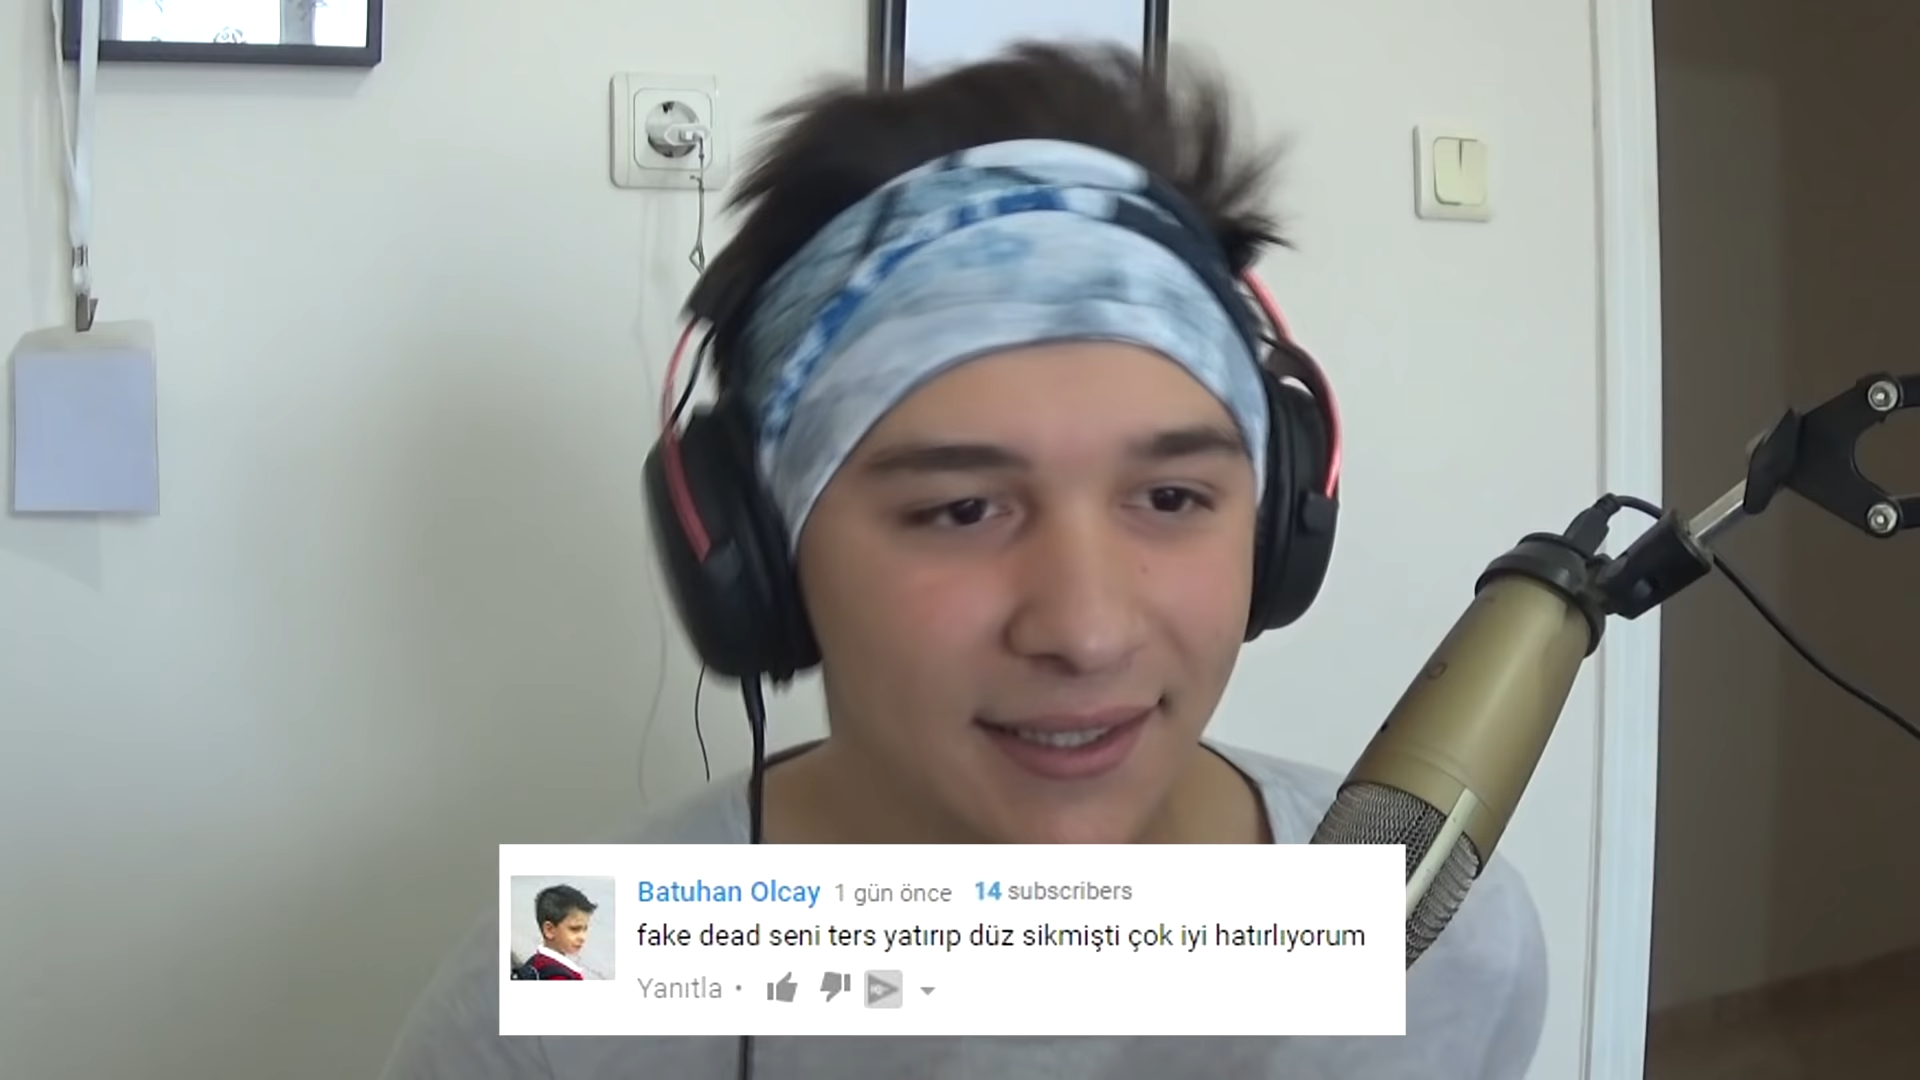 Batuhan Olcay 1 gün önce 14 subscribers
fake dead seni ters yatırıp düz sikmişti çok iyi hatırlıyorum
Yanıtla •